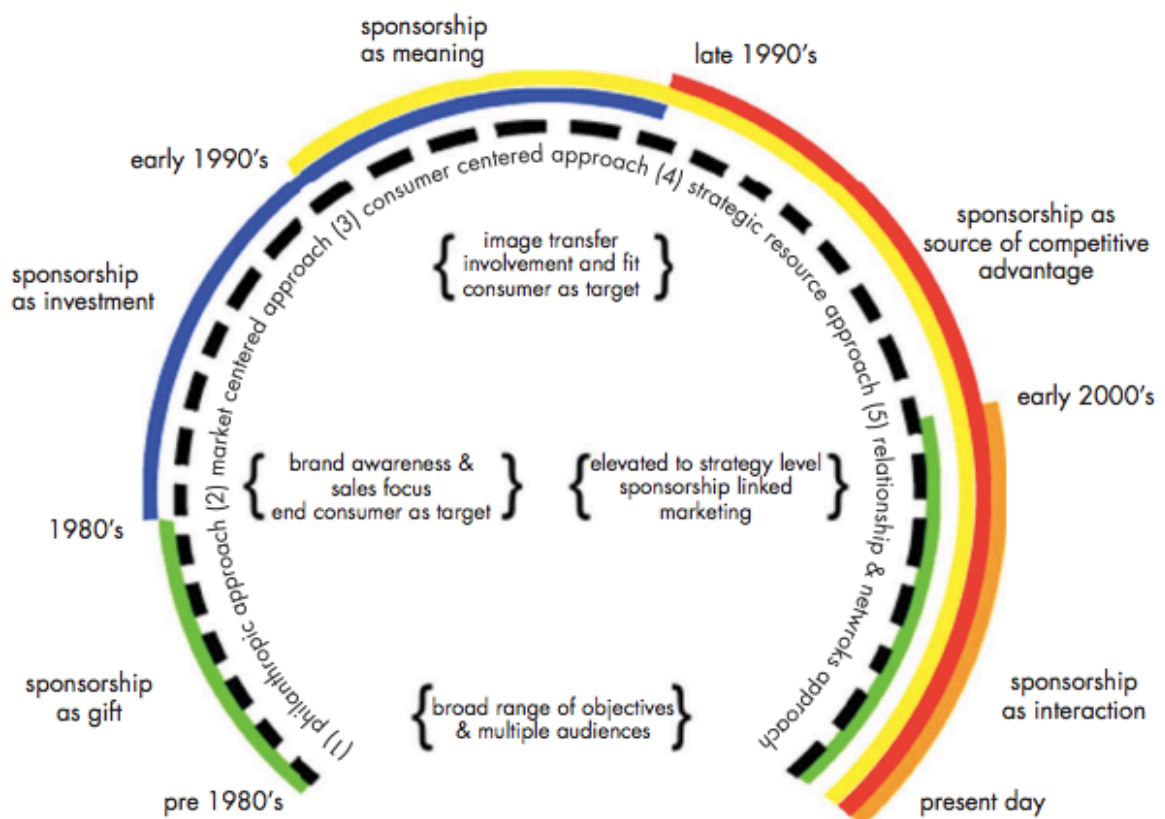 sponsorship
as meaning
late 1990's
early 1990's
sponsorship
as investment
sponsorship as
source of competitive
advantage
early 2000's
1980's
sponsorship
as gift
pre 1980's
sponsorship
as interaction
present day
(1) philanthropic approach (2) market centered approach (3) consumer centered approach (4) strategic resource approach (5) relationship & netwroks approach
{ image transfer
involvement and fit
consumer as target }
{ brand awareness &
sales focus
end consumer as target }
{ elevated to strategy level
sponsorship linked
marketing }
{ broad range of objectives
& multiple audiences }